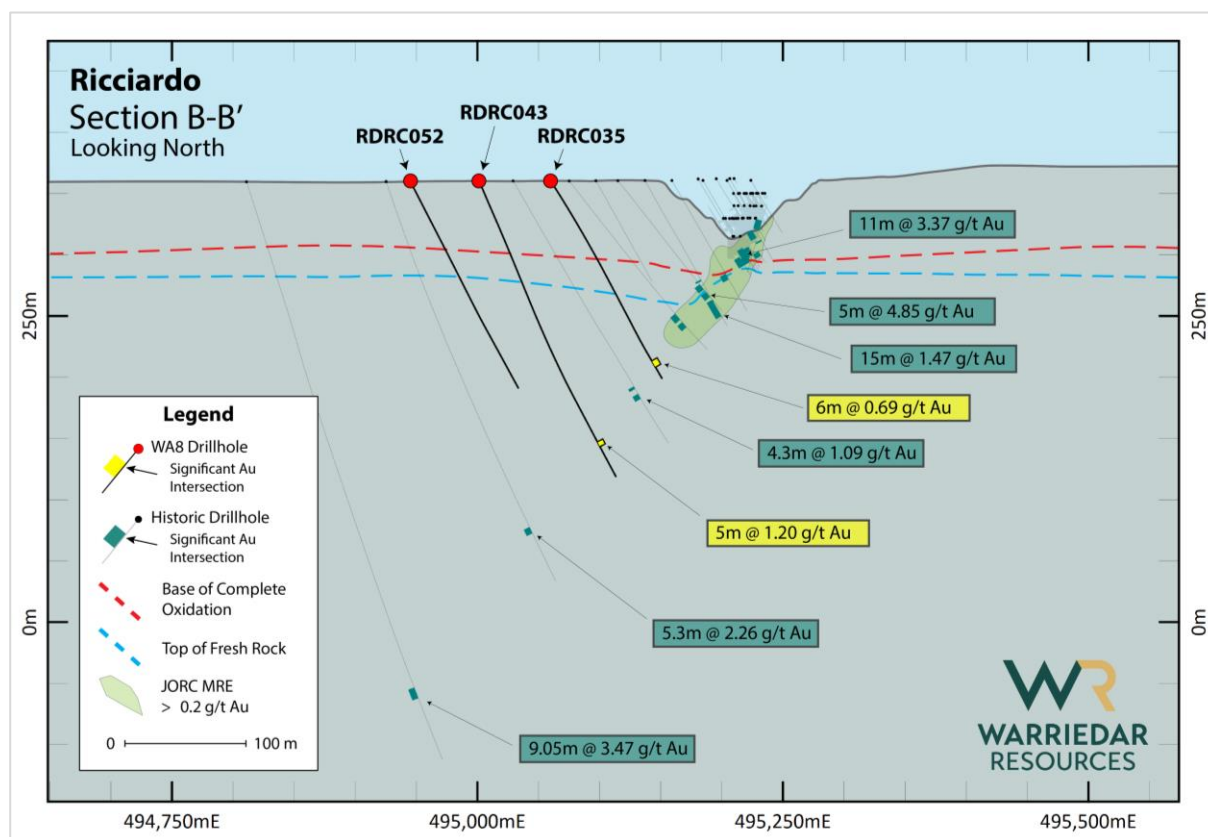 Ricciardo
Section B-B'
Looking North
RDRC052
RDRC043
RDRC035
11m @ 3.37 g/t Au
5m @ 4.85 g/t Au
15m @ 1.47 g/t Au
6m @ 0.69 g/t Au
4.3m @ 1.09 g/t Au
5m @ 1.20 g/t Au
5.3m @ 2.26 g/t Au
9.05m @ 3.47 g/t Au
250m
0m
250m
0m
Legend
WA8 Drillhole
Significant Au
Intersection
Historic Drillhole
Significant Au
Intersection
Base of Complete
Oxidation
Top of Fresh Rock
JORC MRE
> 0.2 g/t Au
0 100 m
WR
WARRIEDAR
RESOURCES
494,750mE
495,000mE
495,250mE
495,500mE